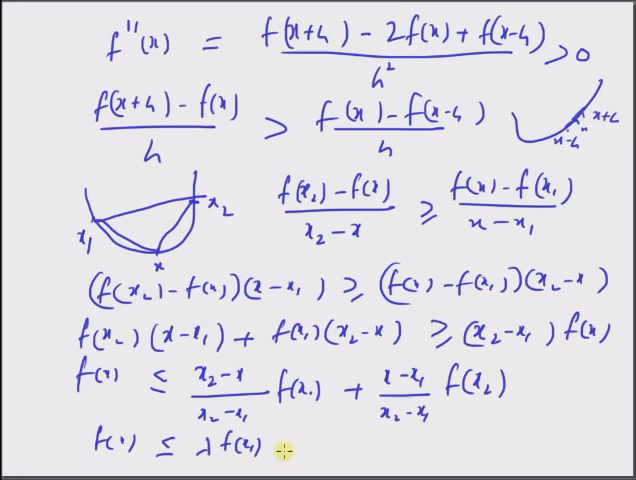 f''(x) = f(x+h) - 2f(x) + f(x-h) / h² > 0
f(x+h) - f(x) / h > f(x) - f(x-h) / h
x+h
x
x-h
x₁
x
x₂
f(x₂) - f(x) / x₂ - x ≥ f(x) - f(x₁) / x - x₁
(f(x₂) - f(x))(x - x₁) ≥ (f(x) - f(x₁))(x₂ - x)
f(x₂)(x - x₁) + f(x₁)(x₂ - x) ≥ (x₂ - x₁) f(x)
f(x) ≤ x₂ - x / x₂ - x₁ f(x₁) + x - x₁ / x₂ - x₁ f(x₂)
f(x) ≤ λ f(x₁)